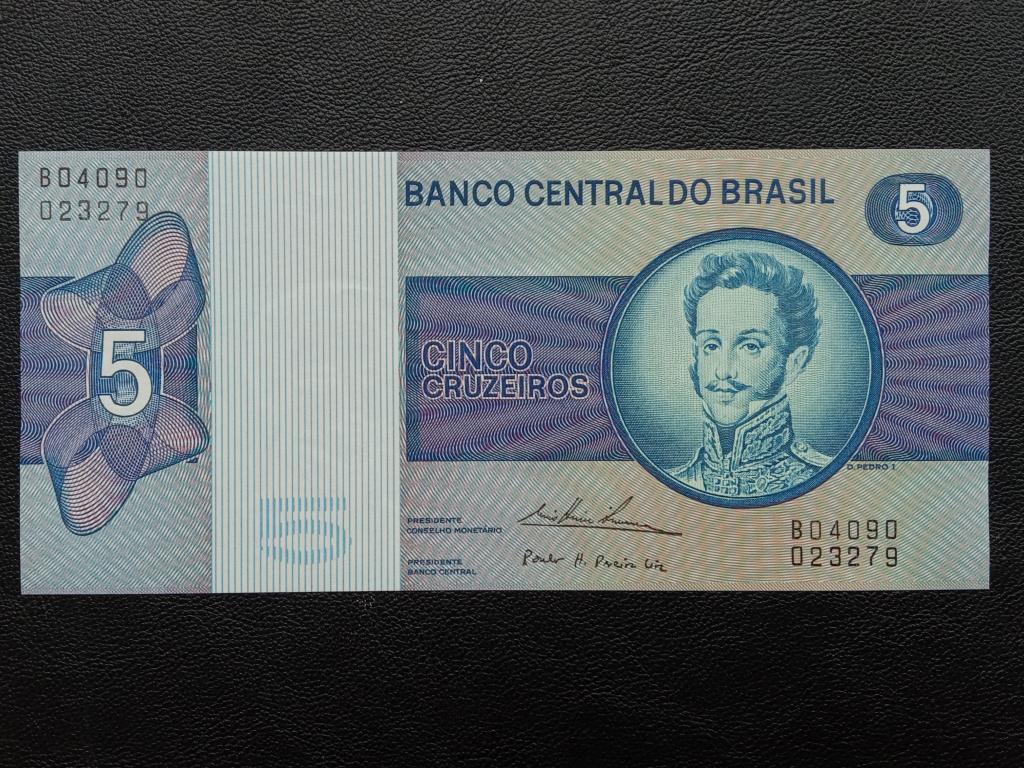 B04090
023279
BANCO CENTRAL DO BRASIL
5
5
CINCO
CRUZEIROS
D. PEDRO I
5
PRESIDENTE
CONSELHO MONETÁRIO
PRESIDENTE
BANCO CENTRAL
B04090
023279